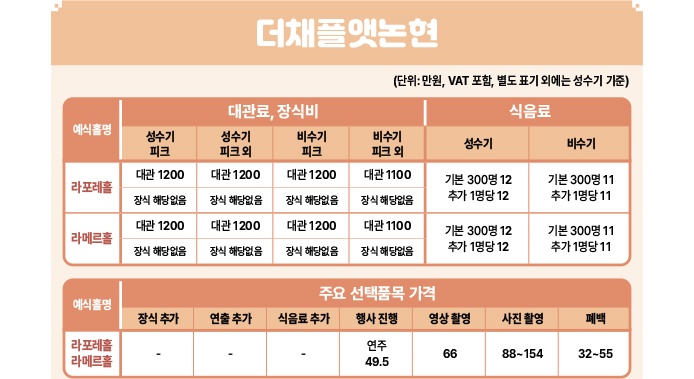 더채플앳논현
(단위: 만원, VAT 포함, 별도 표기 외에는 성수기 기준)
예식홀명 대관료, 장식비 식음료
성수기 피크 성수기 피크 외 비수기 피크 비수기 피크 외 성수기 비수기
라포레홀 대관 1200 대관 1200 대관 1200 대관 1100 기본 300명 12 기본 300명 11
장식 해당없음 장식 해당없음 장식 해당없음 장식 해당없음 추가 1명당 12 추가 1명당 11
라메르홀 대관 1200 대관 1200 대관 1200 대관 1100 기본 300명 12 기본 300명 11
장식 해당없음 장식 해당없음 장식 해당없음 장식 해당없음 추가 1명당 12 추가 1명당 11
예식홀명 주요 선택품목 가격
장식 추가 연출 추가 식음료 추가 행사 진행 영상 촬영 사진 촬영 폐백
라포레홀 연주
라메르홀 - - - 49.5 66 88~154 32~55